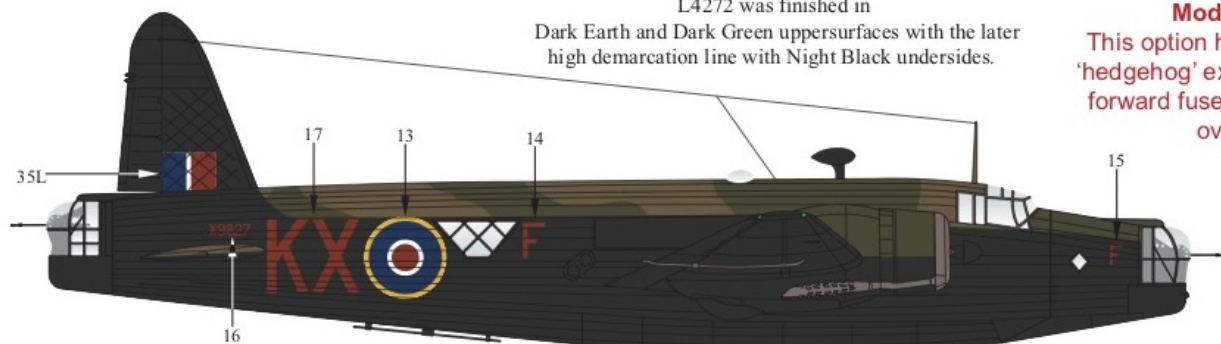 L4272 was finished in
Dark Earth and Dark Green uppersurfaces with the later
high demarcation line with Night Black undersides.
Mod
This option h
'hedgehog' ex
forward fuse
ov
35L
17
13
14
15
X9827
KX
F
F
16